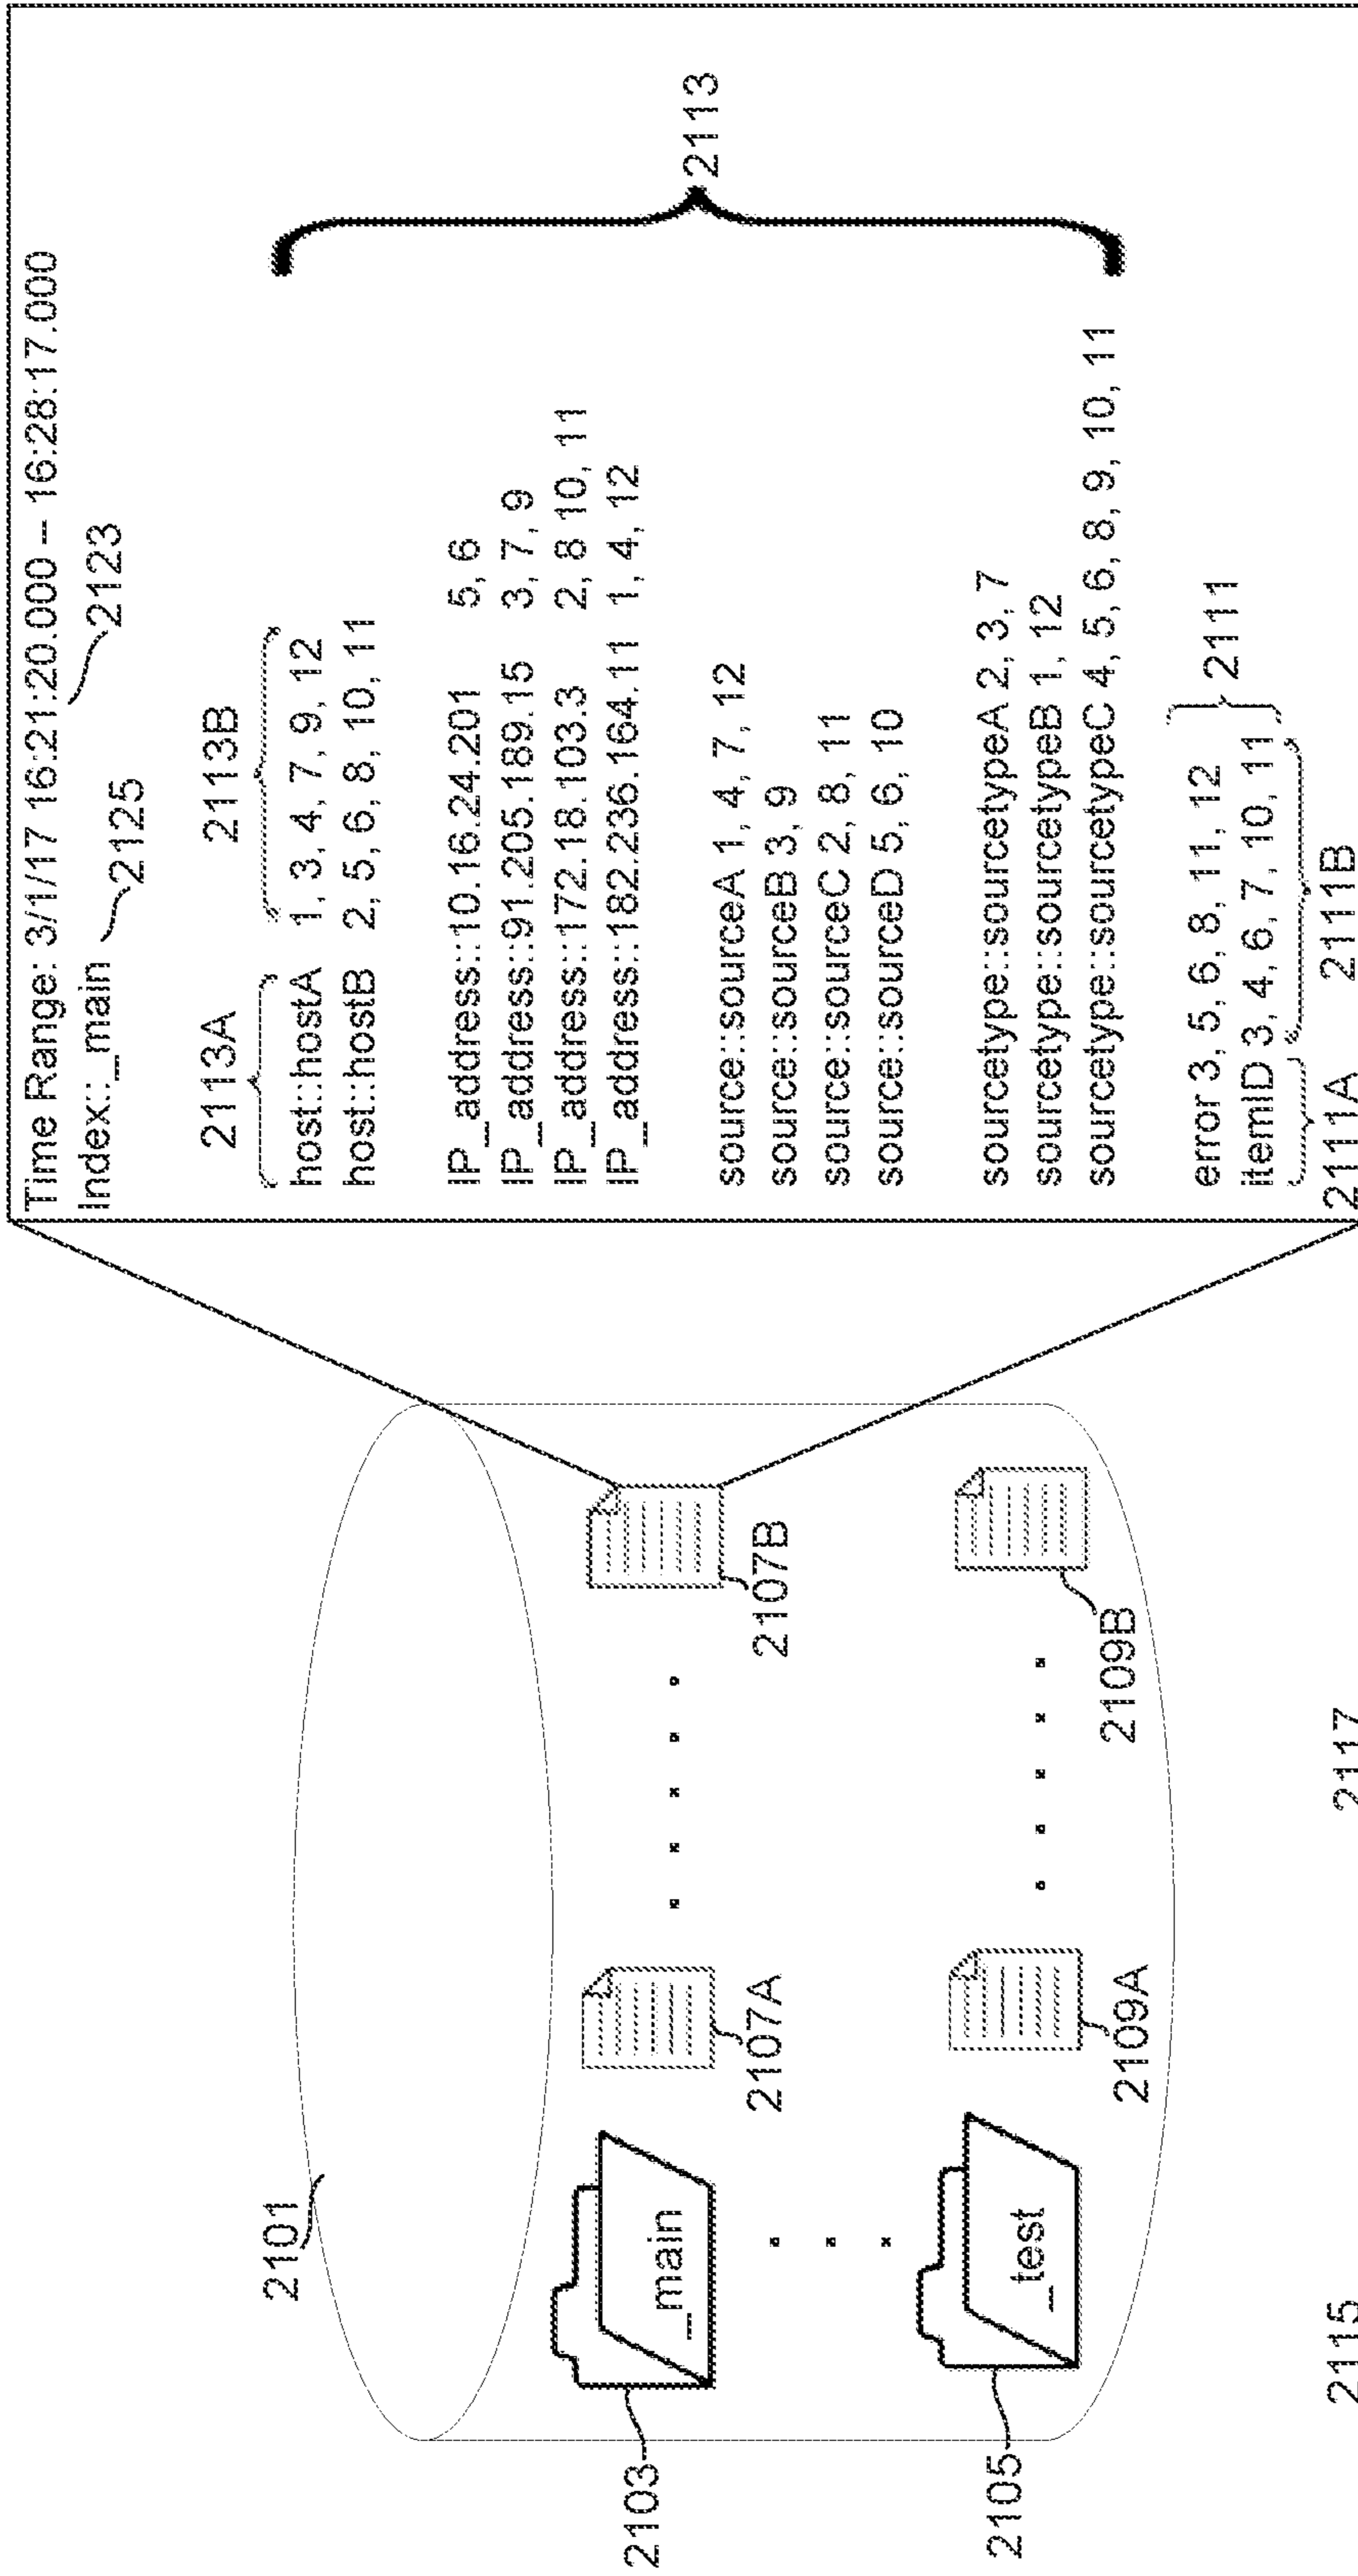 2101
2103
_main
2107A
2107B
2105
_test
2109A
2109B
2115
2117
Time Range: 3/1/17 16:21:20.000 – 16:28:17.000
2123
Index::_main
2125
2113A
2113B
host::hostA 1, 3, 4, 7, 9, 12
host::hostB 2, 5, 6, 8, 10, 11
IP_address::10.16.24.201 5, 6
IP_address::91.205.189.15 3, 7, 9
IP_address::172.18.103.3 2, 8 10, 11
IP_address::182.236.164.11 1, 4, 12
2113
source::sourceA 1, 4, 7, 12
source::sourceB 3, 9
source::sourceC 2, 8, 11
source::sourceD 5, 6, 10
sourcetype::sourcetypeA 2, 3, 7
sourcetype::sourcetypeB 1, 12
sourcetype::sourcetypeC 4, 5, 6, 8, 9, 10, 11
error 3, 5, 6, 8, 11, 12
itemID 3, 4, 6, 7, 10, 11
2111
2111A
2111B